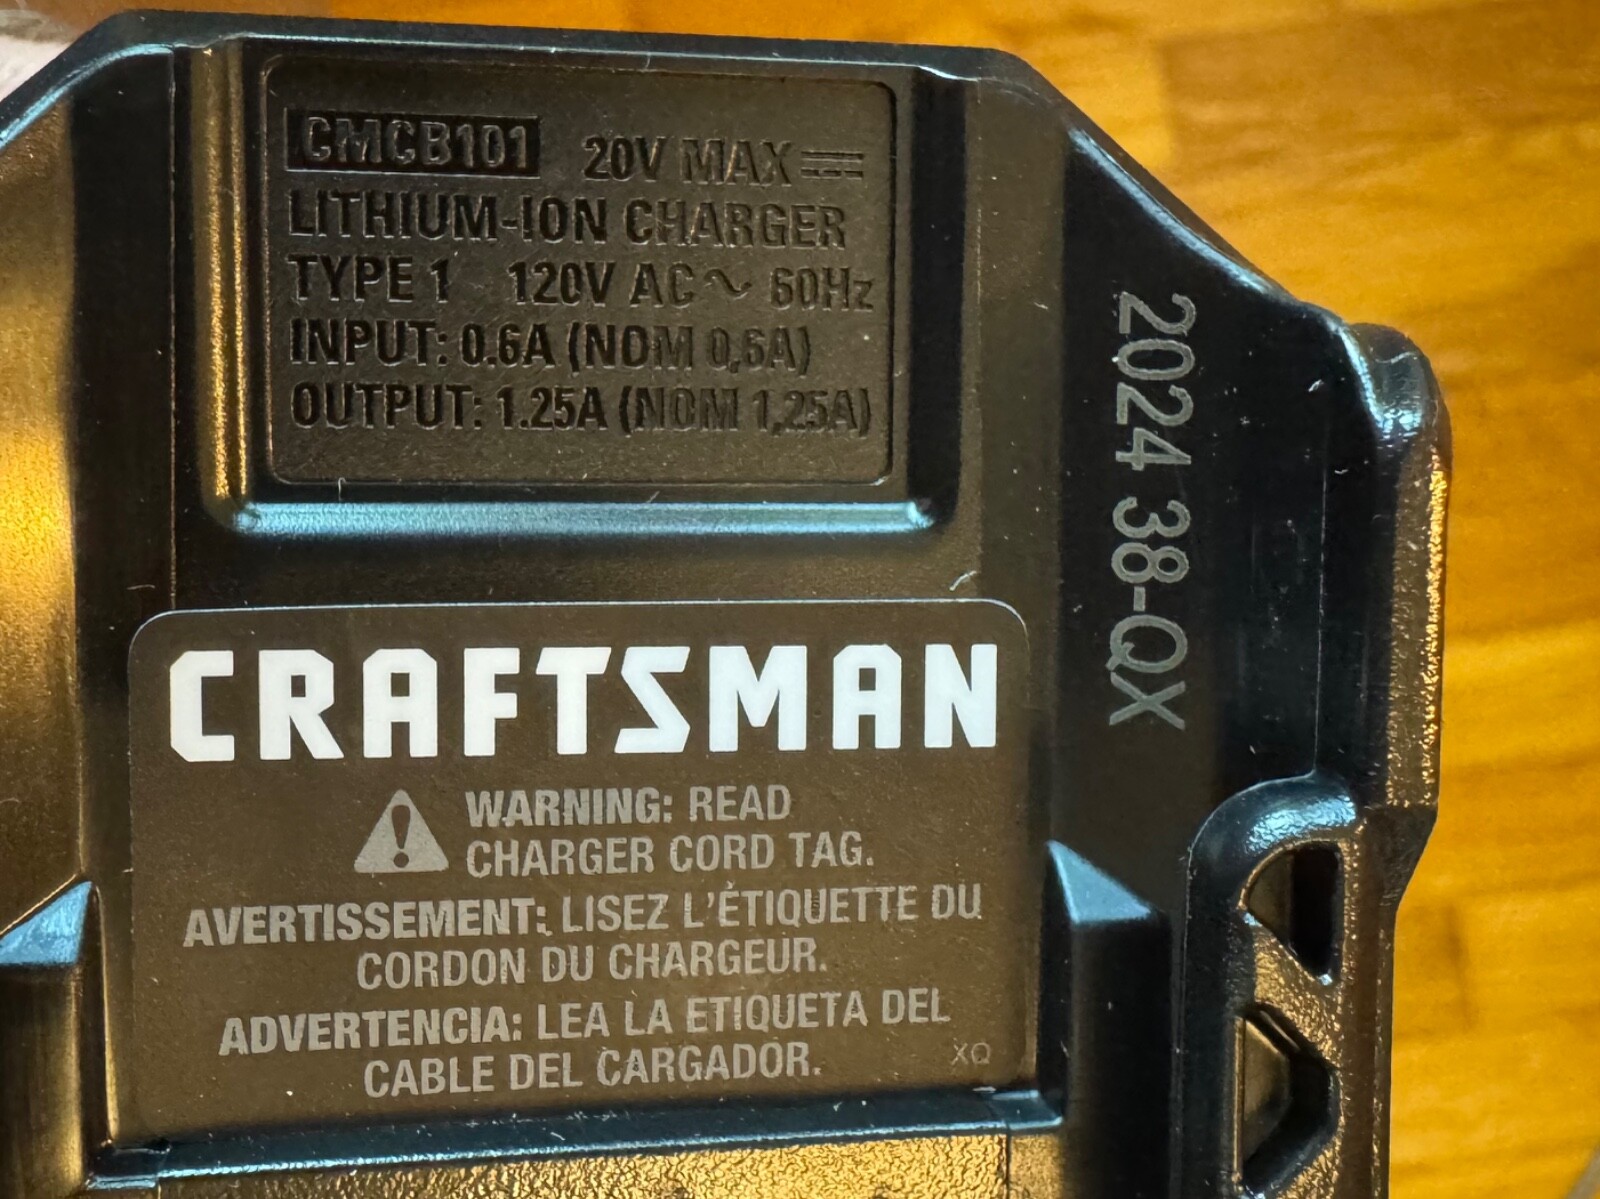 CMCB101 20V MAX
LITHIUM-ION CHARGER
TYPE 1 120V AC ~ 60Hz
INPUT: 0.6A (NOM 0,6A)
OUTPUT: 1.25A (NOM 1,25A)
2024 38-QX
CRAFTSMAN
WARNING: READ
CHARGER CORD TAG.
AVERTISSEMENT: LISEZ L'ÉTIQUETTE DU
CORDON DU CHARGEUR.
ADVERTENCIA: LEA LA ETIQUETA DEL
CABLE DEL CARGADOR.
XQ